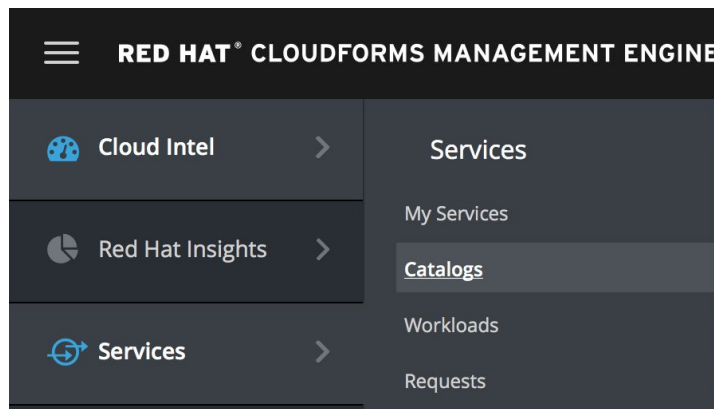 RED HAT® CLOUDFORMS MANAGEMENT ENGINE
Cloud Intel
Red Hat Insights
Services
Services
My Services
Catalogs
Workloads
Requests